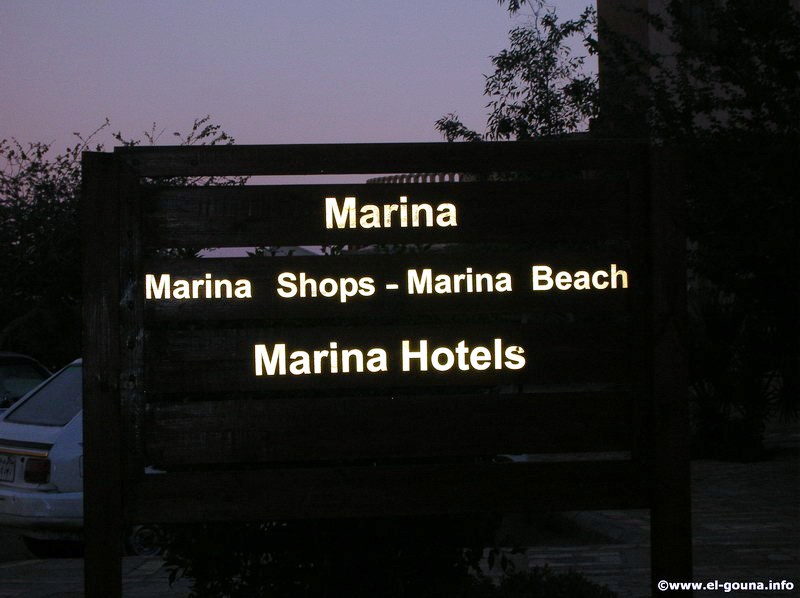 Marina
Marina Shops - Marina Beach
Marina Hotels
©www.el-gouna.info